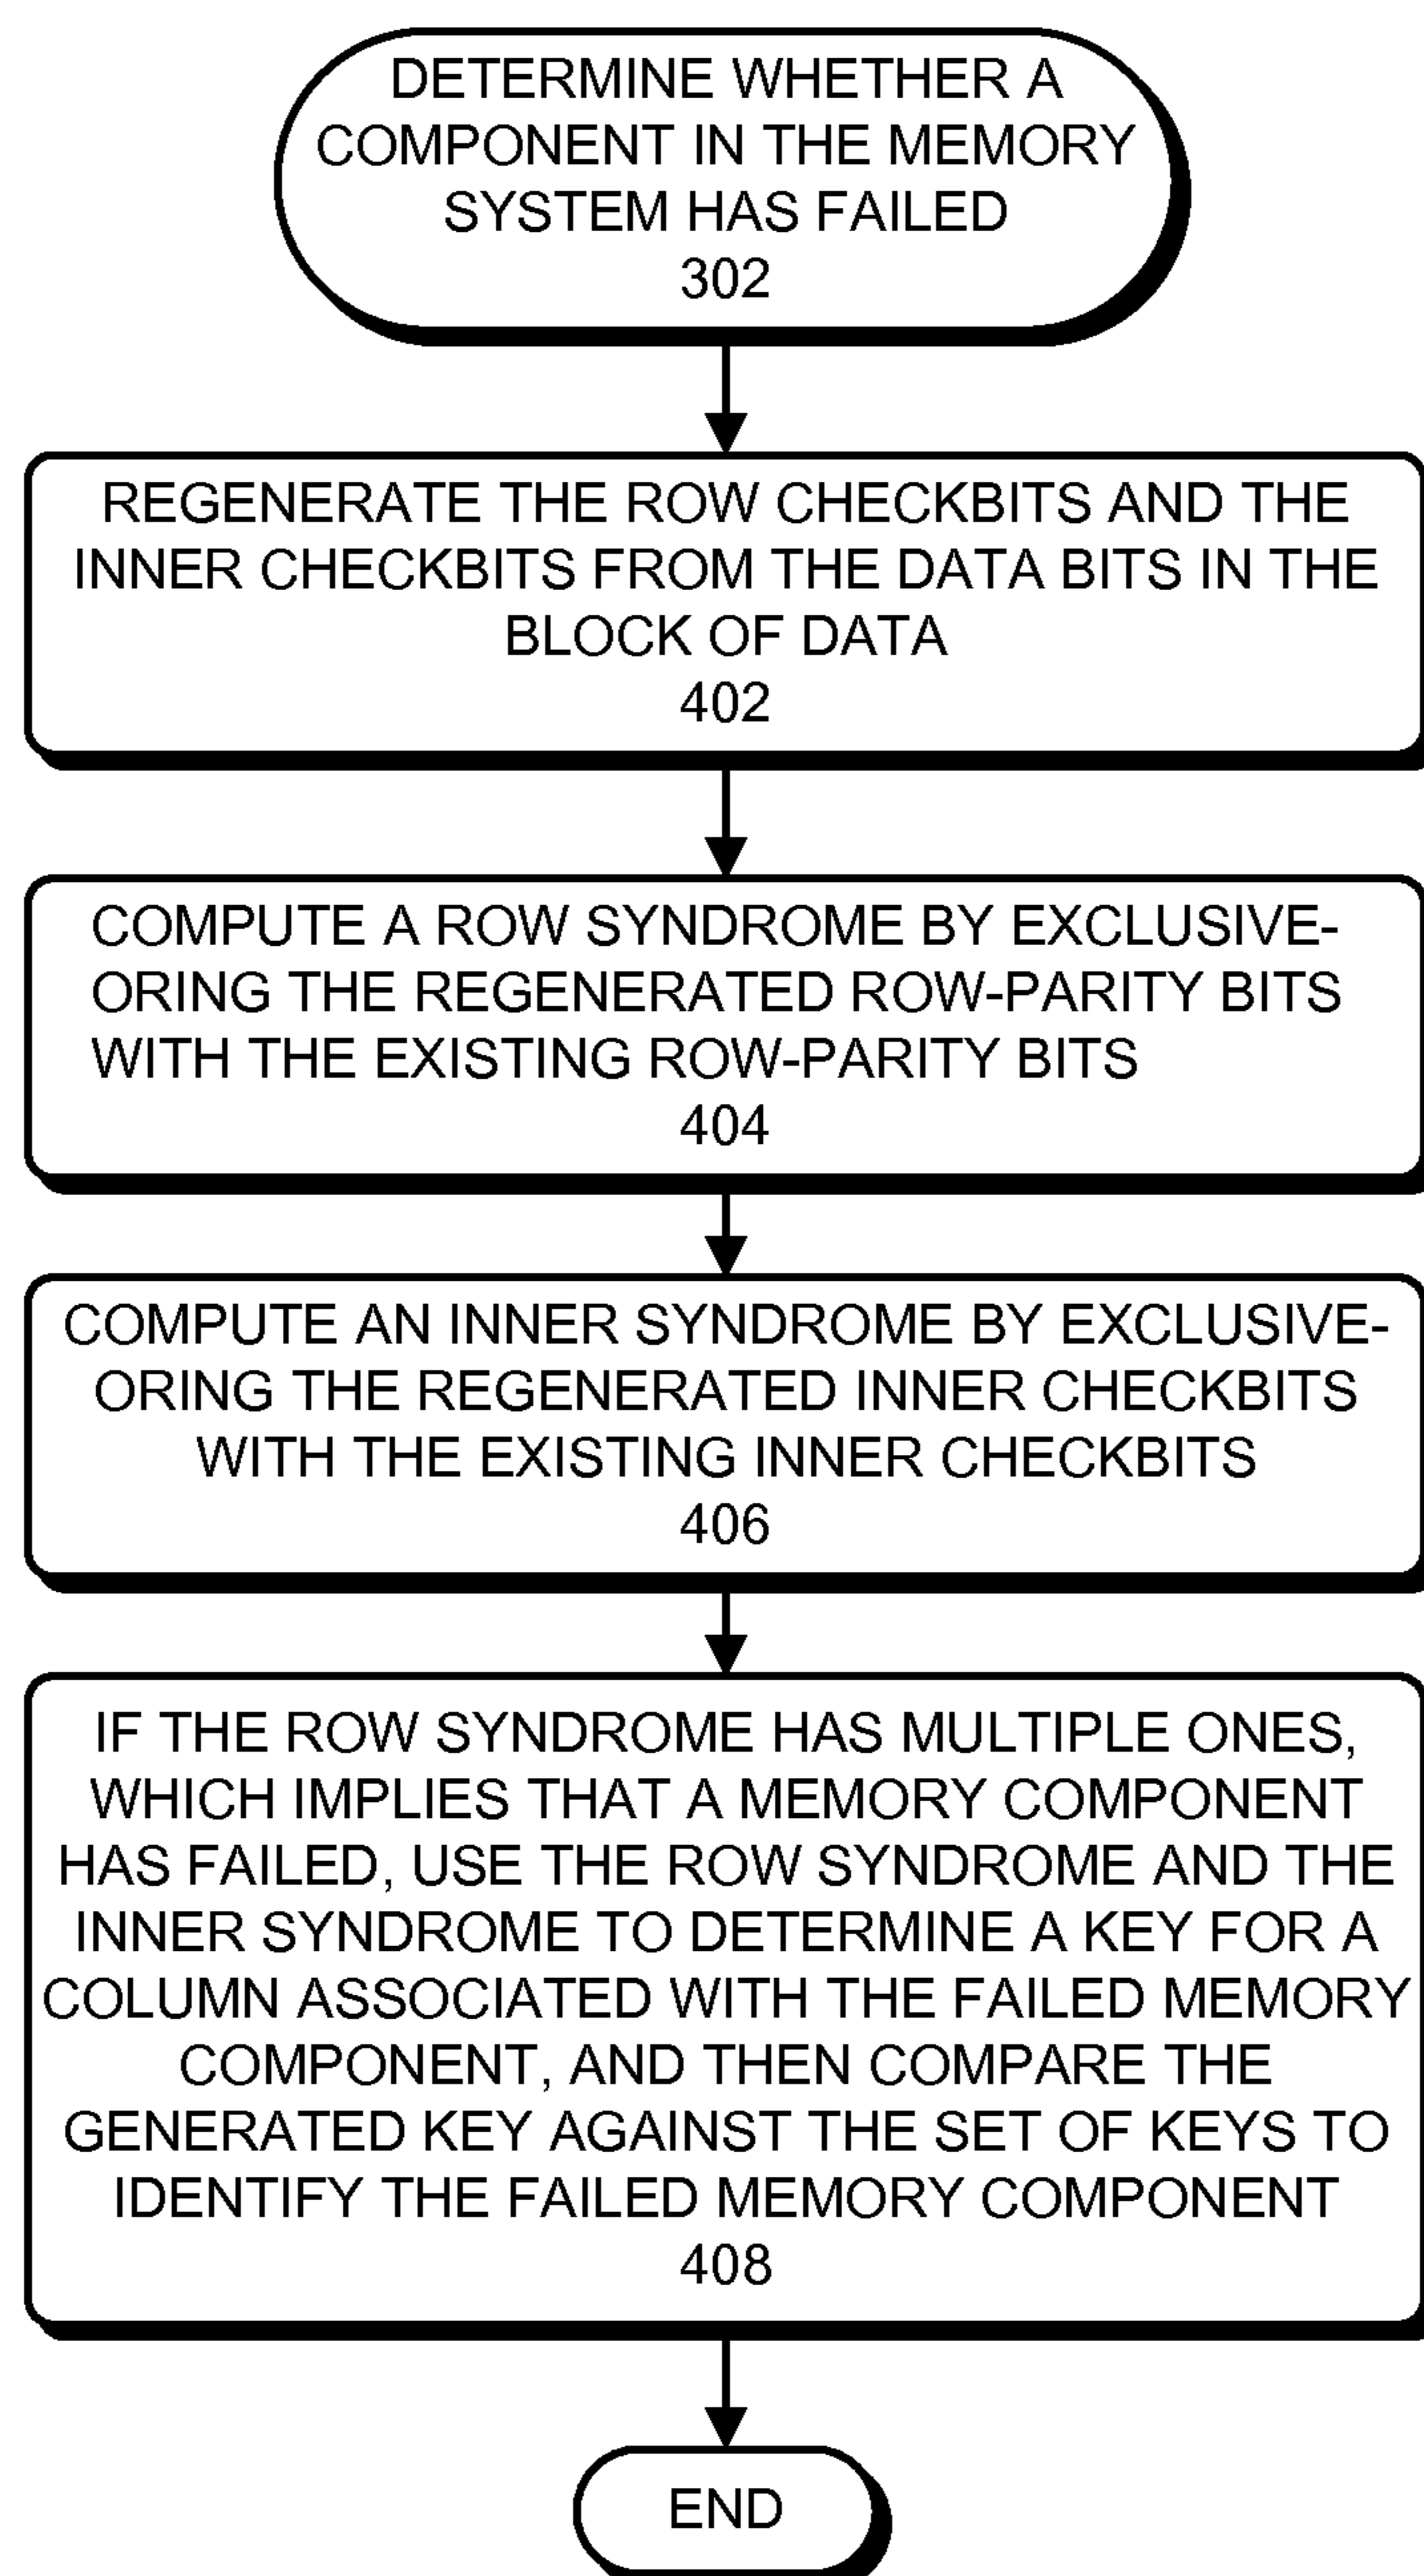 DETERMINE WHETHER A
COMPONENT IN THE MEMORY
SYSTEM HAS FAILED
302
REGENERATE THE ROW CHECKBITS AND THE
INNER CHECKBITS FROM THE DATA BITS IN THE
BLOCK OF DATA
402
COMPUTE A ROW SYNDROME BY EXCLUSIVE-
ORING THE REGENERATED ROW-PARITY BITS
WITH THE EXISTING ROW-PARITY BITS
404
COMPUTE AN INNER SYNDROME BY EXCLUSIVE-
ORING THE REGENERATED INNER CHECKBITS
WITH THE EXISTING INNER CHECKBITS
406
IF THE ROW SYNDROME HAS MULTIPLE ONES,
WHICH IMPLIES THAT A MEMORY COMPONENT
HAS FAILED, USE THE ROW SYNDROME AND THE
INNER SYNDROME TO DETERMINE A KEY FOR A
COLUMN ASSOCIATED WITH THE FAILED MEMORY
COMPONENT, AND THEN COMPARE THE
GENERATED KEY AGAINST THE SET OF KEYS TO
IDENTIFY THE FAILED MEMORY COMPONENT
408
END